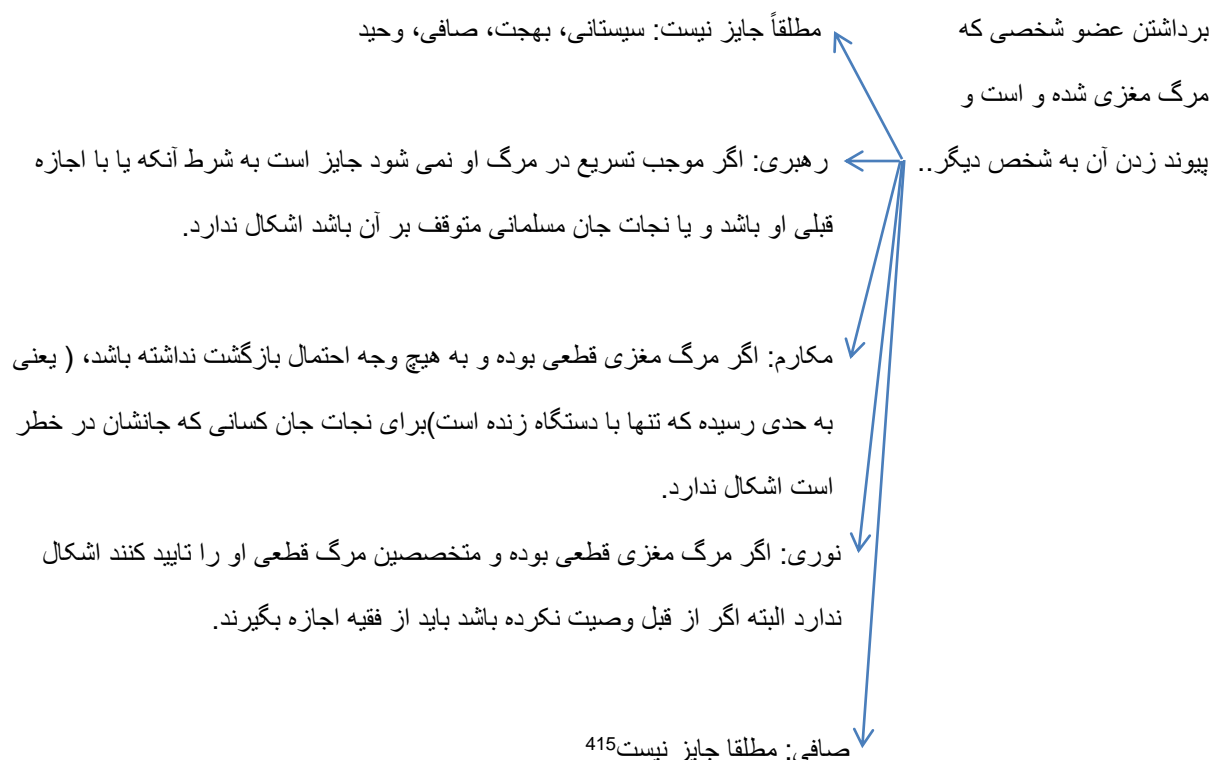 برداشتن عضو شخصی که
مرگ مغزی شده و است و
پیوند زدن آن به شخص دیگر..
مطلقاً جایز نیست: سیستانی، بهجت، صافی، وحید
رهبری: اگر موجب تسریع در مرگ او نمی شود جایز است به شرط آنکه یا با اجازه
قبلی او باشد و یا نجات جان مسلمانی متوقف بر آن باشد اشکال ندارد.
مکارم: اگر مرگ مغزی قطعی بوده و به هیچ وجه احتمال بازگشت نداشته باشد، ( یعنی
به حدی رسیده که تنها با دستگاه زنده است)برای نجات جان کسانی که جانشان در خطر
است اشکال ندارد.
نوری: اگر مرگ مغزی قطعی بوده و متخصصین مرگ قطعی او را تایید کنند اشکال
ندارد البته اگر از قبل وصیت نکرده باشد باید از فقیه اجازه بگیرند.
صافی: مطلقا جایز نیست415